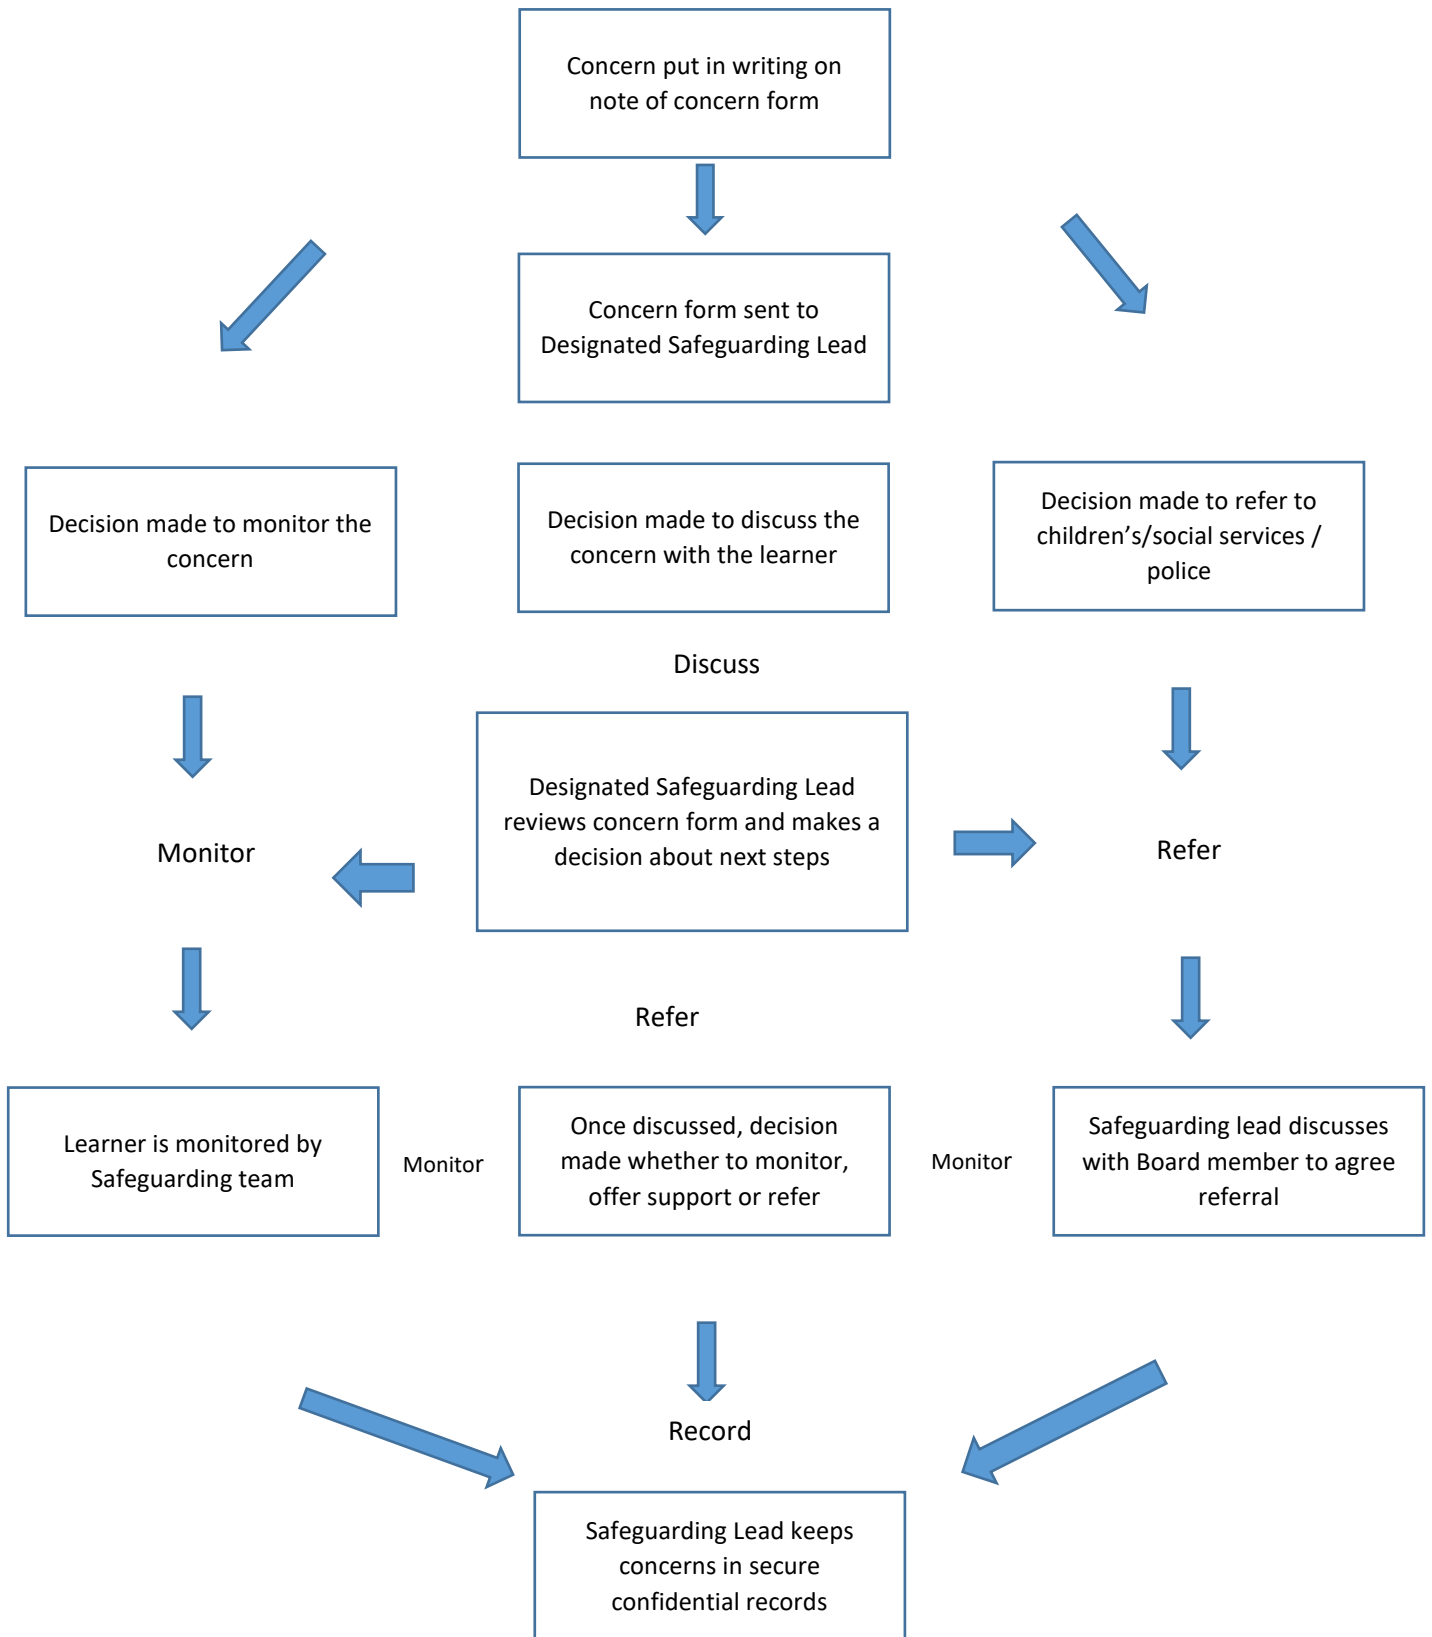 Concern put in writing on
note of concern form
Concern form sent to
Designated Safeguarding Lead
Decision made to monitor the
concern
Decision made to discuss the
concern with the learner
Decision made to refer to
children’s/social services /
police
Discuss
Designated Safeguarding Lead
reviews concern form and makes a
decision about next steps
Monitor
Refer
Refer
Learner is monitored by
Safeguarding team
Monitor
Once discussed, decision
made whether to monitor,
offer support or refer
Monitor
Safeguarding lead discusses
with Board member to agree
referral
Record
Safeguarding Lead keeps
concerns in secure
confidential records